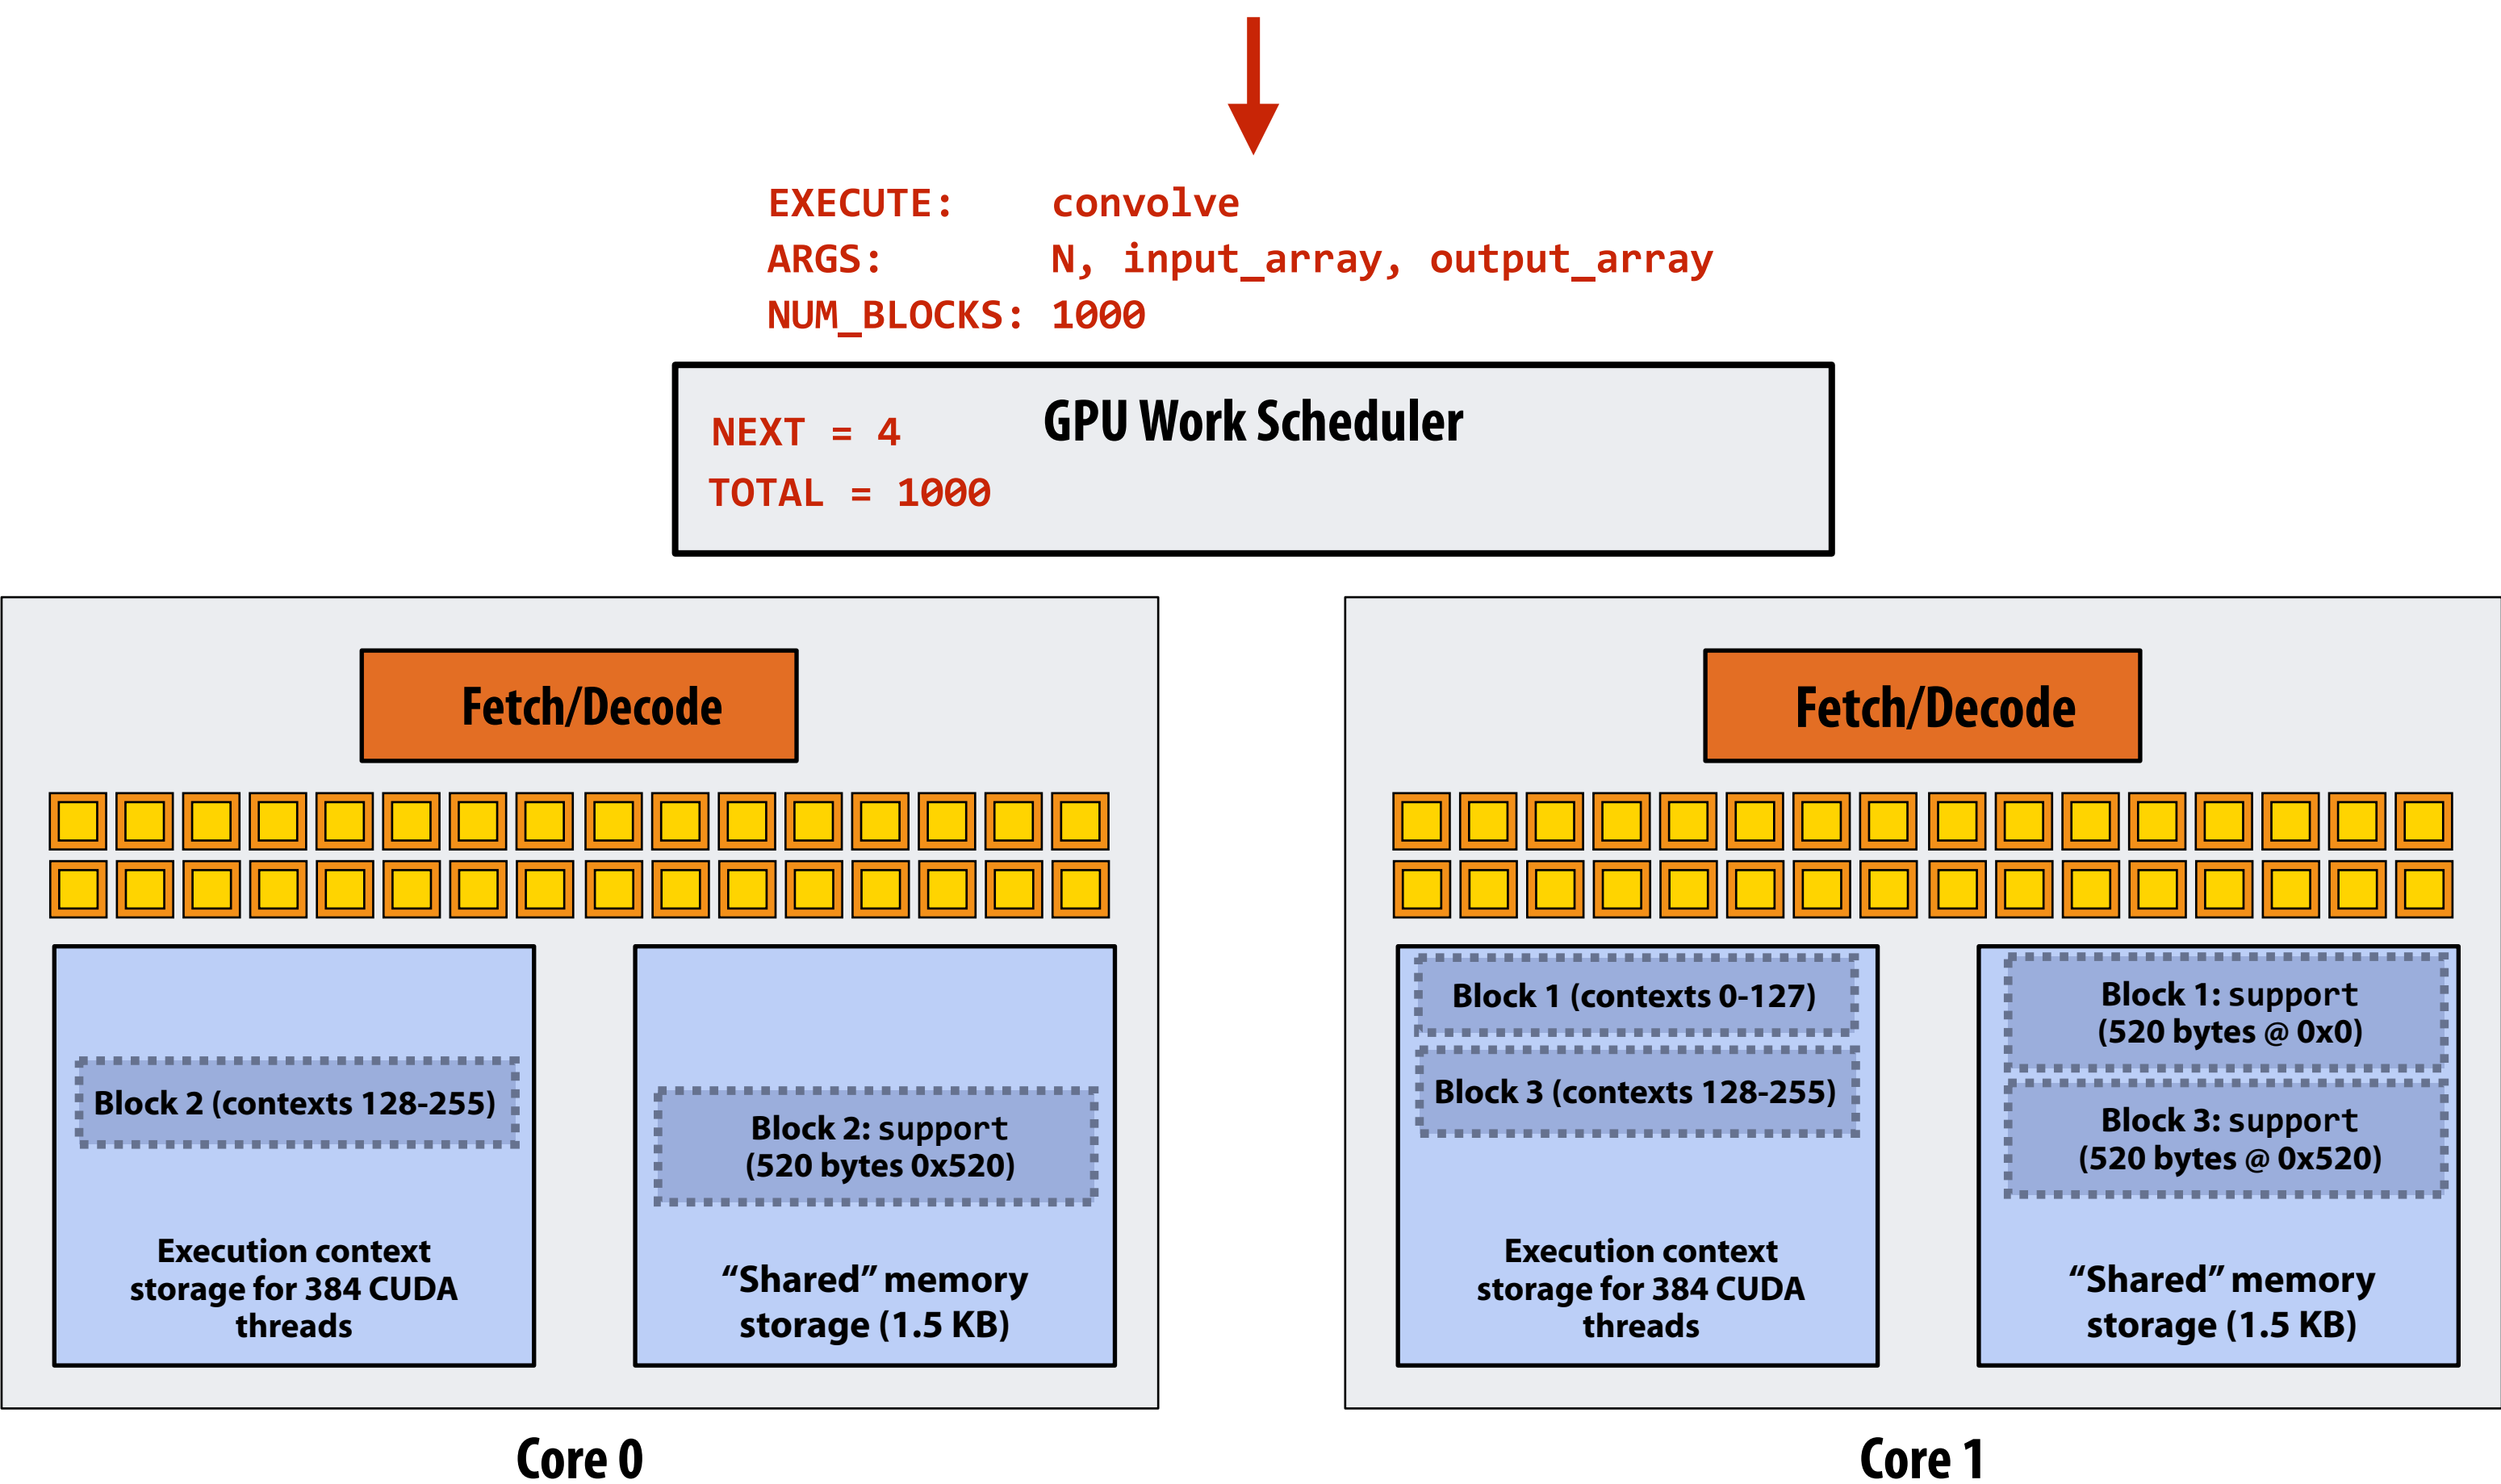 EXECUTE: convolve
ARGS: N, input_array, output_array
NUM_BLOCKS: 1000
GPU Work Scheduler
NEXT = 4
TOTAL = 1000
Fetch/Decode
Block 2 (contexts 128-255)
Execution context
storage for 384 CUDA
threads
Block 2: support
(520 bytes 0x520)
“Shared” memory
storage (1.5 KB)
Core 0
Fetch/Decode
Block 1 (contexts 0-127)
Block 3 (contexts 128-255)
Execution context
storage for 384 CUDA
threads
Block 1: support
(520 bytes @ 0x0)
Block 3: support
(520 bytes @ 0x520)
“Shared” memory
storage (1.5 KB)
Core 1